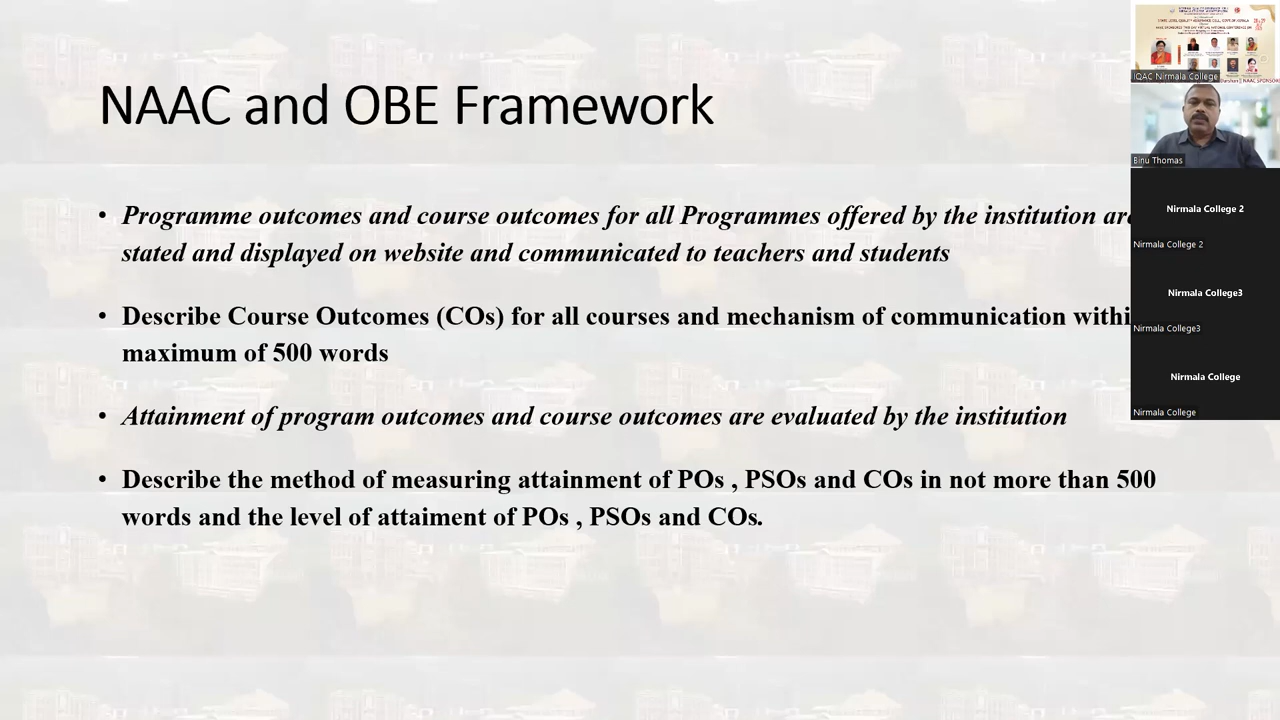 NAAC and OBE Framework
• Programme outcomes and course outcomes for all Programmes offered by the institution are
stated and displayed on website and communicated to teachers and students
• Describe Course Outcomes (COs) for all courses and mechanism of communication withi
maximum of 500 words
• Attainment of program outcomes and course outcomes are evaluated by the institution
• Describe the method of measuring attainment of POs , PSOs and COs in not more than 500
words and the level of attaiment of POs , PSOs and COs.
IQAC Nirmala College
Binu Thomas
Nirmala College 2
Nirmala College 2
Nirmala College3
Nirmala College3
Nirmala College
Nirmala College